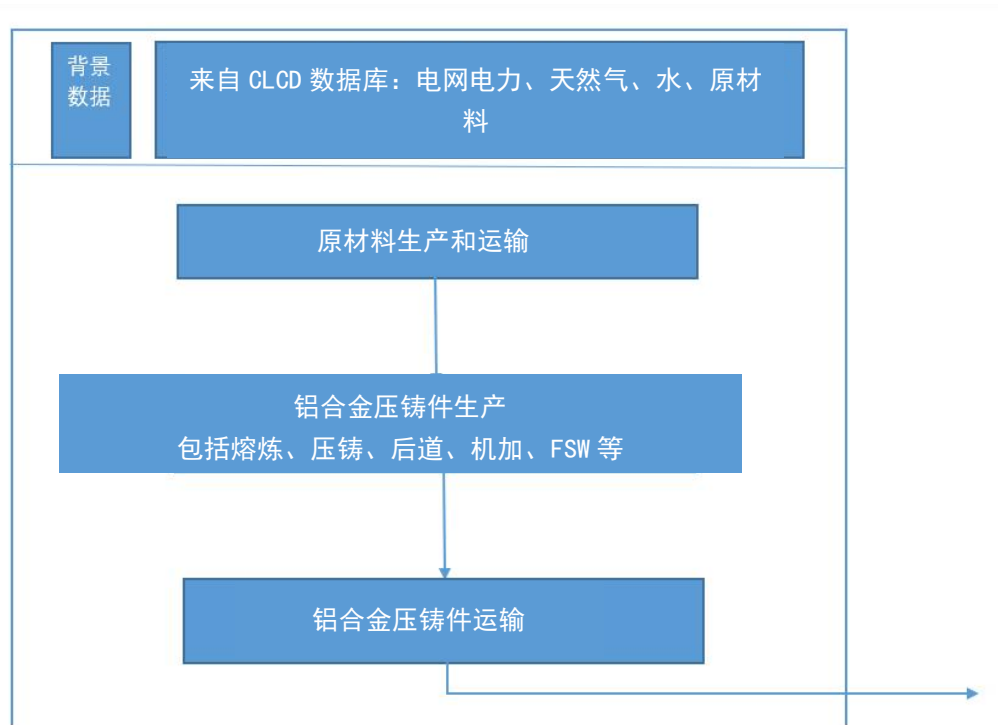 背景
数据
来自 CLCD 数据库：电网电力、天然气、水、原材
料
原材料生产和运输
铝合金压铸件生产
包括熔炼、压铸、后道、机加、FSW 等
铝合金压铸件运输